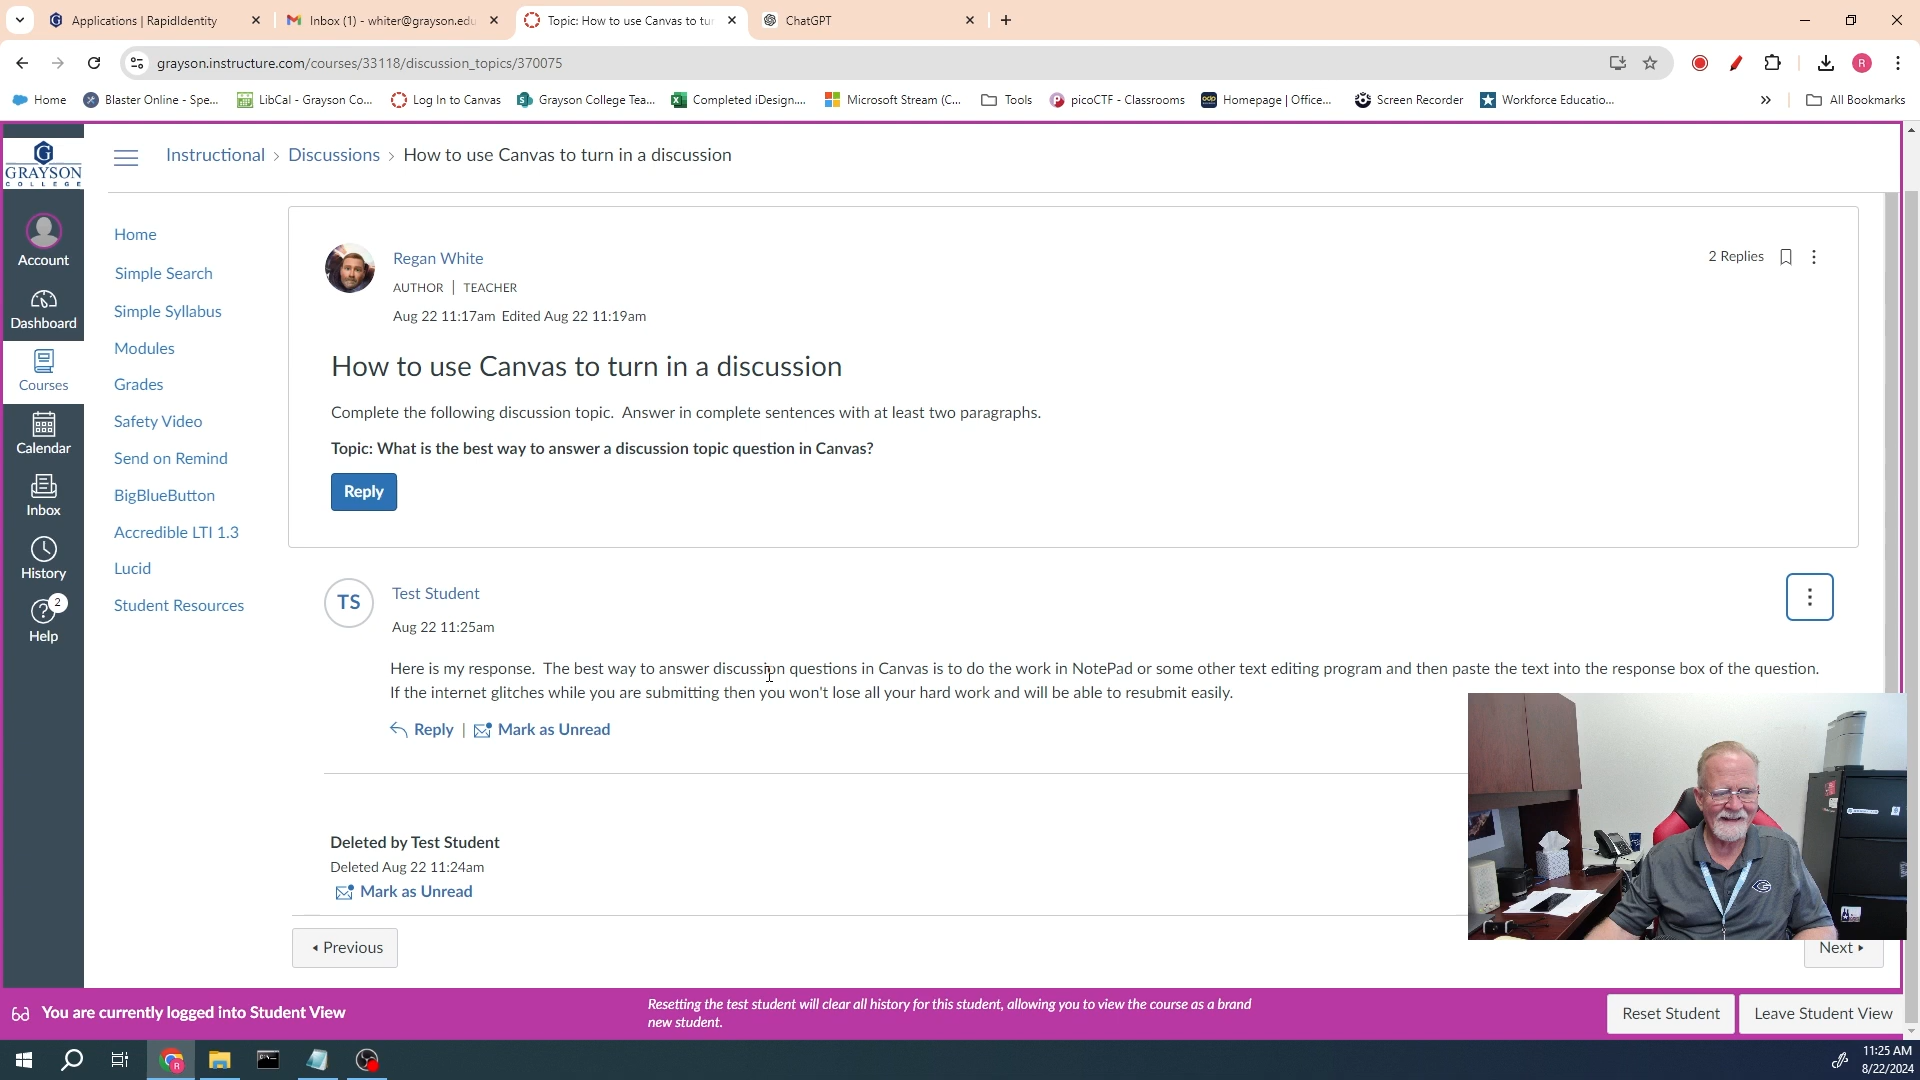 Applications | RapidIdentity
Inbox (1) - whiter@grayson.edu
Topic: How to use Canvas to tur
ChatGPT
grayson.instructure.com/courses/33118/discussion_topics/370075
R
Home
Blaster Online - Spe...
LibCal - Grayson Co...
Log In to Canvas
Grayson College Tea...
Completed iDesign....
Microsoft Stream (C...
Tools
picoCTF - Classrooms
Homepage | Office...
Screen Recorder
Workforce Educatio...
»
All Bookmarks
GRAYSON
COLLEGE
Instructional > Discussions > How to use Canvas to turn in a discussion
Account
Dashboard
Courses
Calendar
Inbox
History
2
Help
Home
Simple Search
Simple Syllabus
Modules
Grades
Safety Video
Send on Remind
BigBlueButton
Accredible LTI 1.3
Lucid
Student Resources
Regan White
AUTHOR | TEACHER
Aug 22 11:17am Edited Aug 22 11:19am
2 Replies
How to use Canvas to turn in a discussion
Complete the following discussion topic. Answer in complete sentences with at least two paragraphs.
Topic: What is the best way to answer a discussion topic question in Canvas?
Reply
TS
Test Student
Aug 22 11:25am
Here is my response. The best way to answer discussion questions in Canvas is to do the work in NotePad or some other text editing program and then paste the text into the response box of the question.
If the internet glitches while you are submitting then you won't lose all your hard work and will be able to resubmit easily.
Reply | Mark as Unread
Deleted by Test Student
Deleted Aug 22 11:24am
Mark as Unread
Previous
Next
You are currently logged into Student View
Resetting the test student will clear all history for this student, allowing you to view the course as a brand
new student.
Reset Student
Leave Student View
11:25 AM
8/22/2024